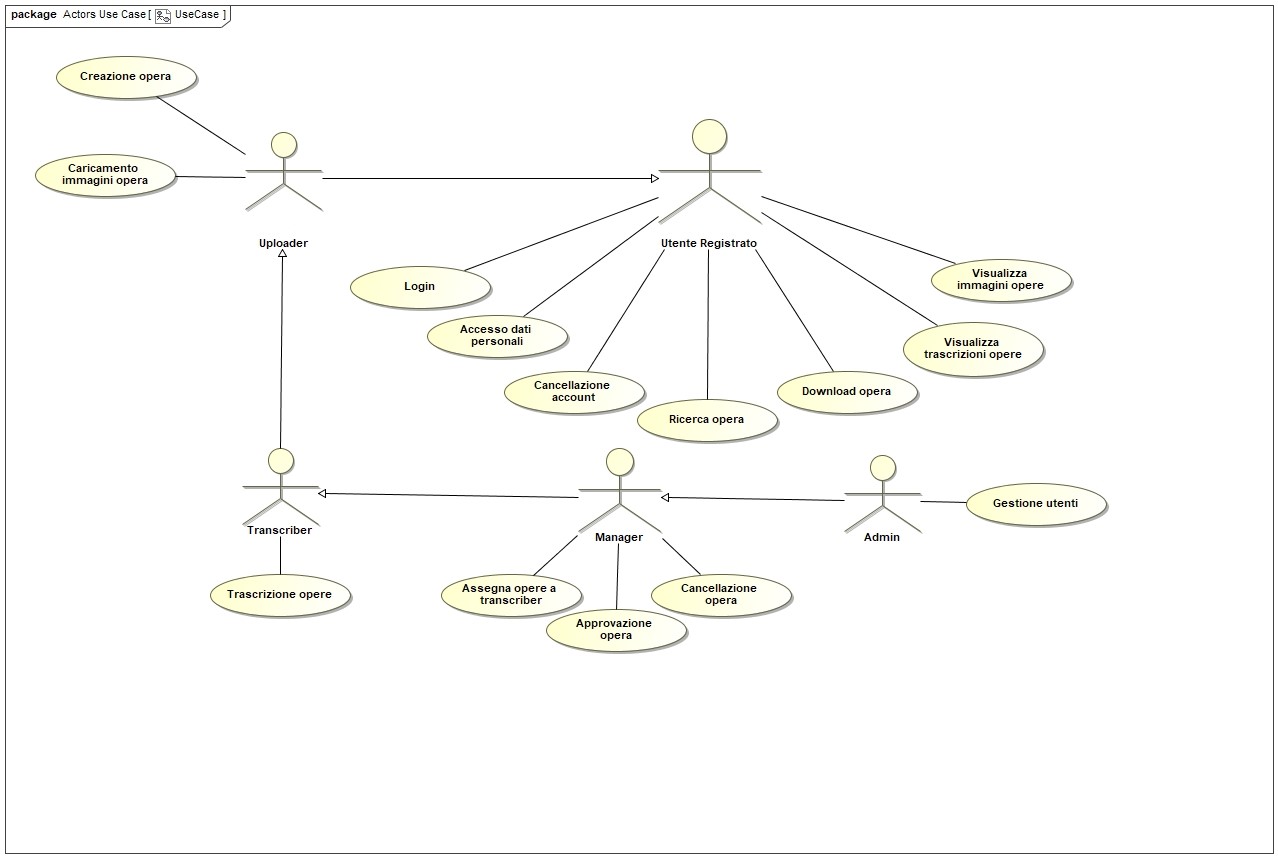 package Actors Use Case [ UseCase ]
Creazione opera
Caricamento
immagini opera
Uploader
Utente Registrato
Login
Accesso dati
personali
Cancellazione
account
Ricerca opera
Download opera
Visualizza
trascrizioni opere
Visualizza
immagini opere
Transcriber
Manager
Admin
Gestione utenti
Trascrizione opere
Assegna opere a
transcriber
Approvazione
opera
Cancellazione
opera